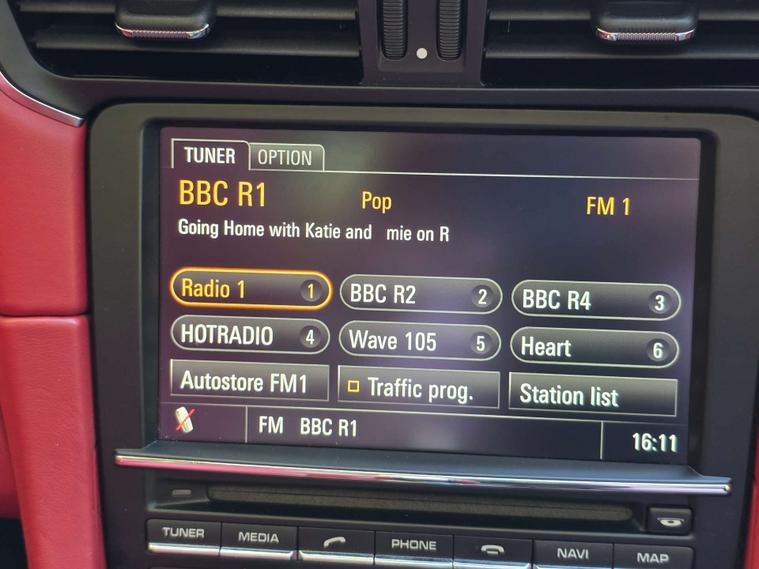 TUNER OPTION
BBC R1 Pop FM 1
Going Home with Katie and mie on R
Radio 1 1 BBC R2 2 BBC R4 3
HOTRADIO 4 Wave 105 5 Heart 6
Autostore FM1 Traffic prog. Station list
FM BBC R1 16:11
TUNER MEDIA PHONE NAVI MAP